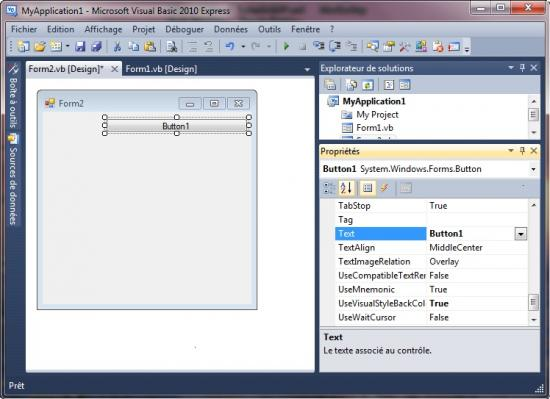 MyApplication1 - Microsoft Visual Basic 2010 Express
Fichier Edition Affichage Projet Déboguer Données Outils Fenêtre ?
Form2.vb [Design]* Form1.vb [Design]
Boîte à outils
Sources de données
Form2
Button1
Explorateur de solutions
MyApplication1
My Project
Form1.vb
Propriétés
Button1 System.Windows.Forms.Button
TabStop True
Tag
Text Button1
TextAlign MiddleCenter
TextImageRelation Overlay
UseCompatibleTextRe False
UseMnemonic True
UseVisualStyleBackCol True
UseWaitCursor False
Text
Le texte associé au contrôle.
Prêt